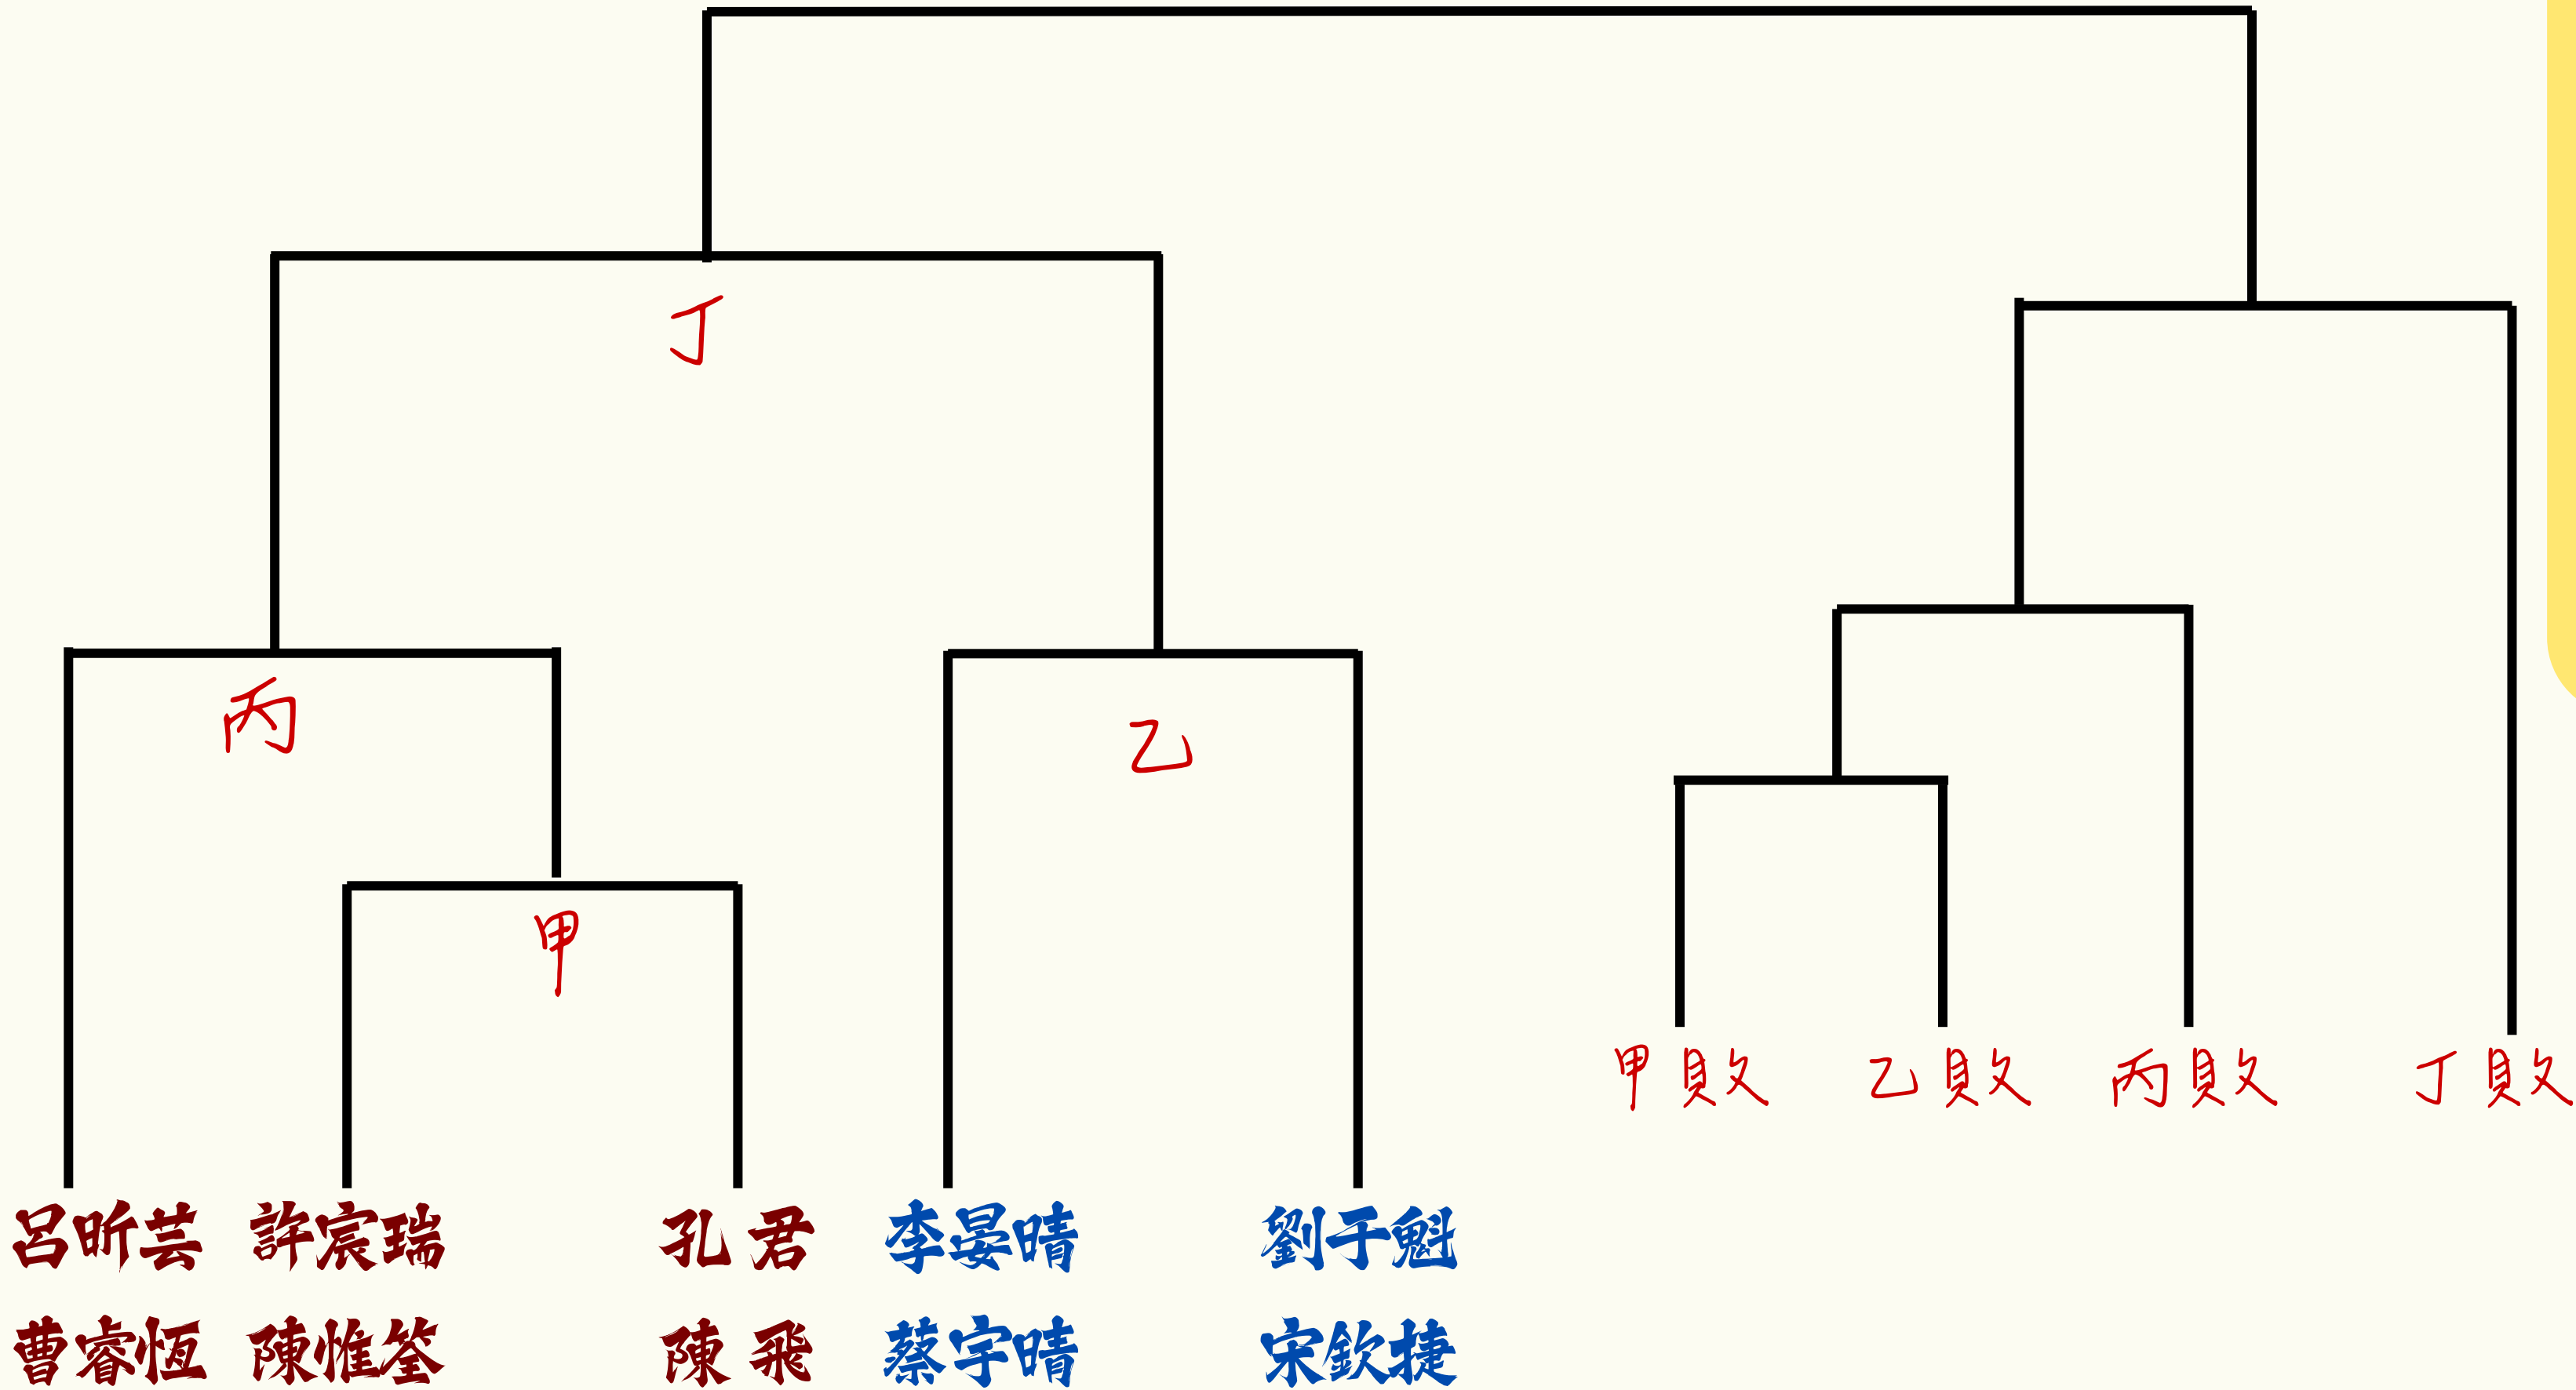 丁
丙
乙
甲
甲敗 乙敗 丙敗 丁敗
呂昕芸 許宸瑞 孔君 李晏晴 劉子魁
曹睿恆 陳惟筌 陳飛 蔡宇晴 宋欽捷